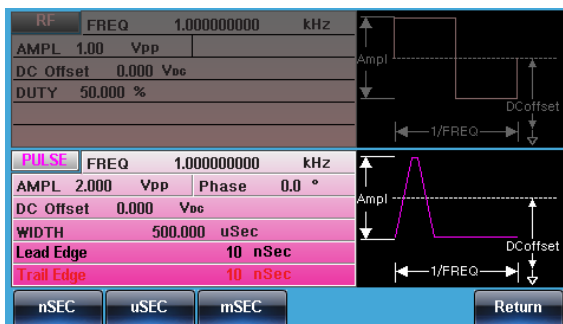 RF FREQ 1.000000000 kHz
AMPL 1.00 Vpp
DC Offset 0.000 VDC
DUTY 50.000 %
Ampl
DCoffset
1/FREQ
PULSE FREQ 1.000000000 kHz
AMPL 2.000 Vpp Phase 0.0 °
DC Offset 0.000 VDC
WIDTH 500.000 uSec
Lead Edge 10 nSec
Trail Edge 10 nSec
Ampl
DCoffset
1/FREQ
nSEC uSEC mSEC Return